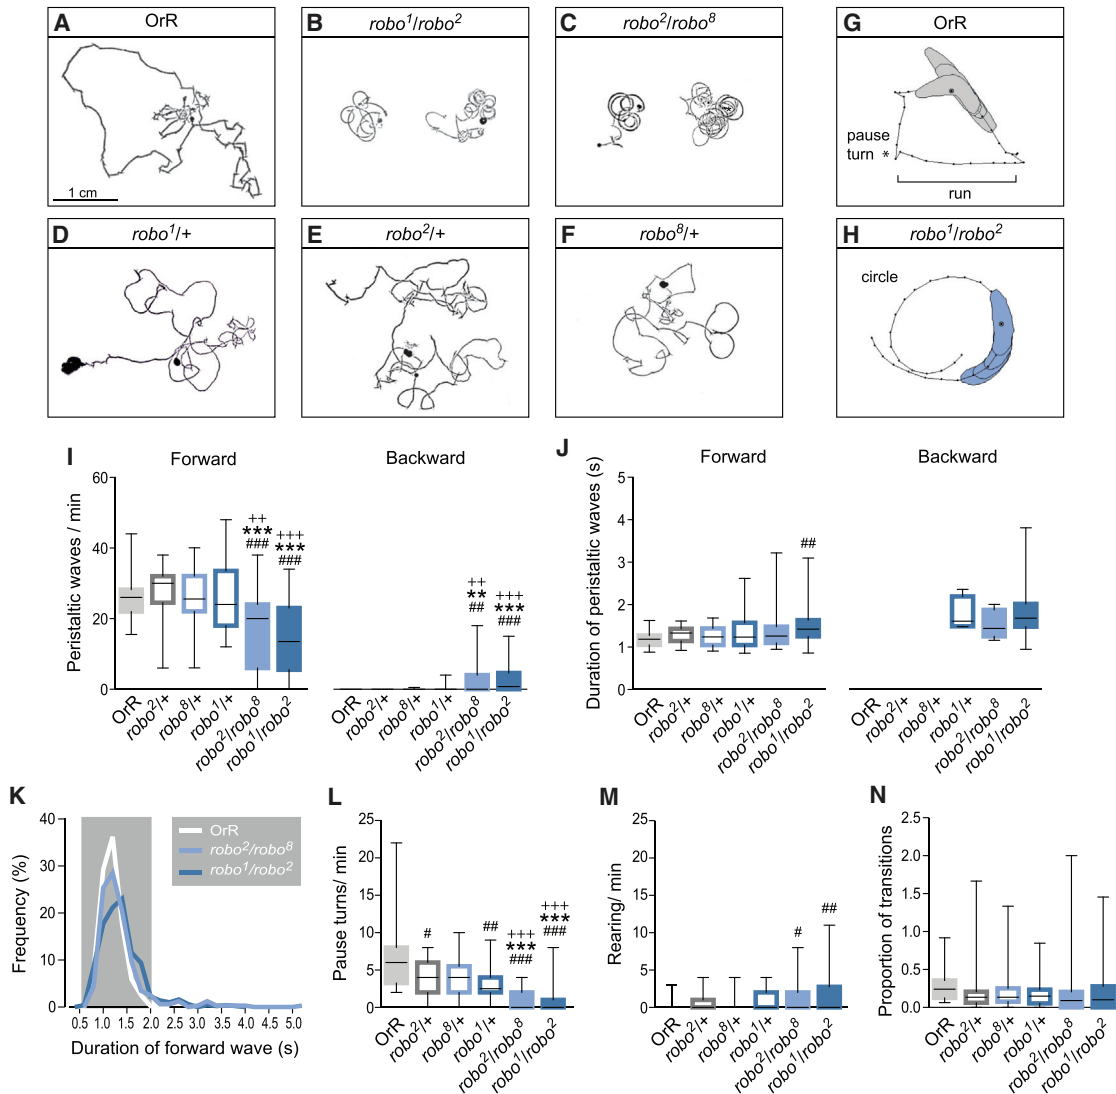 A OrR
B robo¹/robo²
C robo²/robo⁸
G OrR
1 cm
pause
turn *
run
D robo¹/+
E robo²/+
F robo⁸/+
H robo¹/robo²
circle
I Forward Backward
Peristaltic waves / min
60
40
20
0
++
***
###
+++
***
###
++
**
##
+++
***
###
OrR robo²/+ robo⁸/+ robo¹/+ robo²/robo⁸ robo¹/robo²
OrR robo²/+ robo⁸/+ robo¹/+ robo²/robo⁸ robo¹/robo²
J Forward Backward
Duration of peristaltic waves (s)
5
4
3
2
1
0
##
OrR robo²/+ robo⁸/+ robo¹/+ robo²/robo⁸ robo¹/robo²
OrR robo²/+ robo⁸/+ robo¹/+ robo²/robo⁸ robo¹/robo²
K
Frequency (%)
40
30
20
10
0
OrR
robo²/robo⁸
robo¹/robo²
0.5 1.0 1.5 2.0 2.5 3.0 3.5 4.0 4.5 5.0
Duration of forward wave (s)
L
Pause turns/ min
25
20
15
10
5
0
#
##
+++
***
###
+++
***
###
OrR robo²/+ robo⁸/+ robo¹/+ robo²/robo⁸ robo¹/robo²
M
Rearing/ min
25
20
15
10
5
0
#
##
OrR robo²/+ robo⁸/+ robo¹/+ robo²/robo⁸ robo¹/robo²
N
Proportion of transitions
2.5
2.0
1.5
1.0
0.5
0.0
OrR robo²/+ robo⁸/+ robo¹/+ robo²/robo⁸ robo¹/robo²